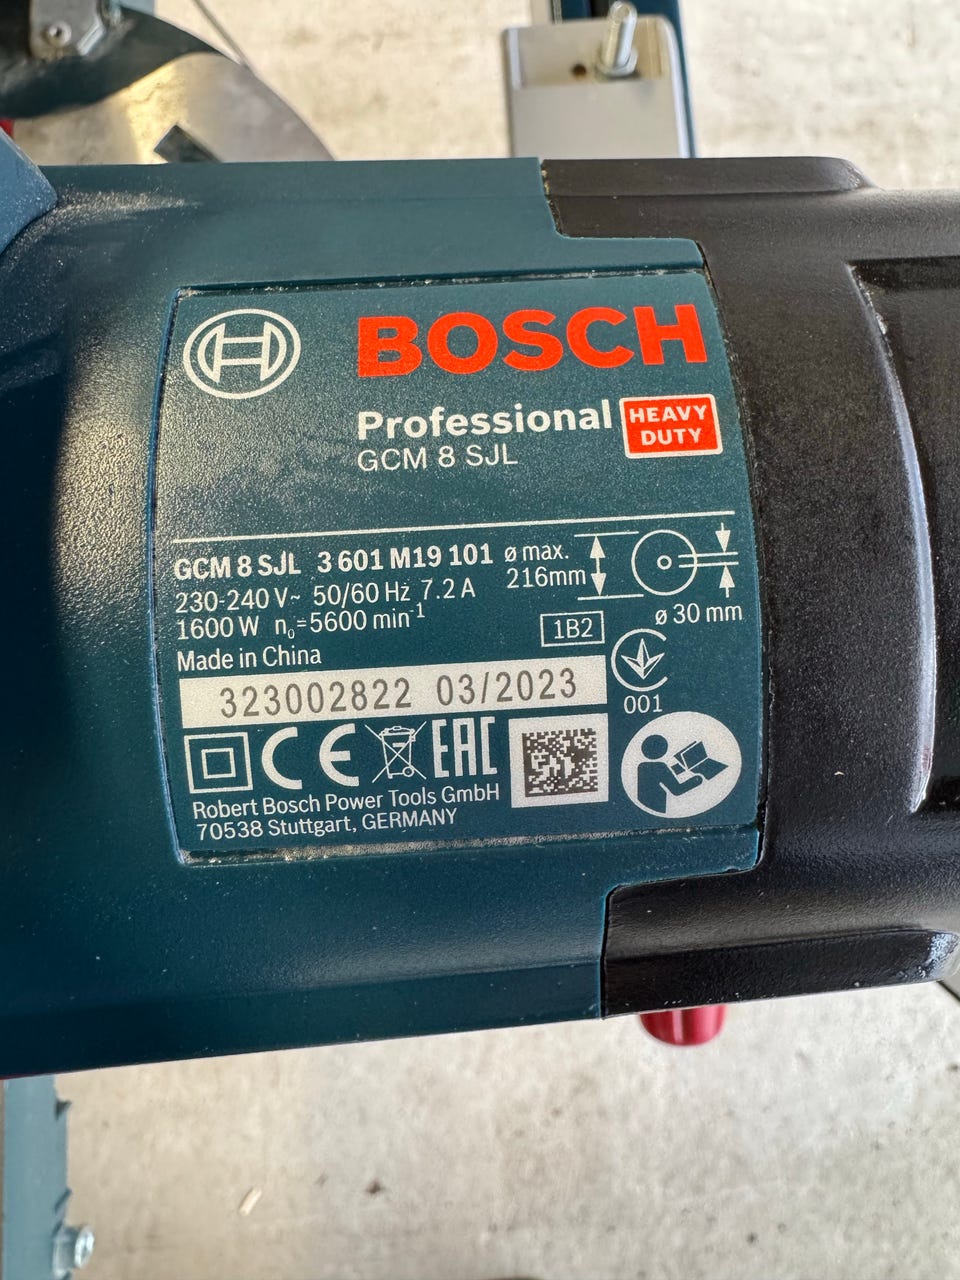 BOSCH
Professional
HEAVY
DUTY
GCM 8 SJL
GCM 8 SJL 3 601 M19 101
230-240 V~ 50/60 Hz 7.2 A
1600 W n₀=5600 min⁻¹
Made in China
ø max.
216mm
ø 30 mm
1B2
001
323002822 03/2023
CE
EAC
Robert Bosch Power Tools GmbH
70538 Stuttgart, GERMANY